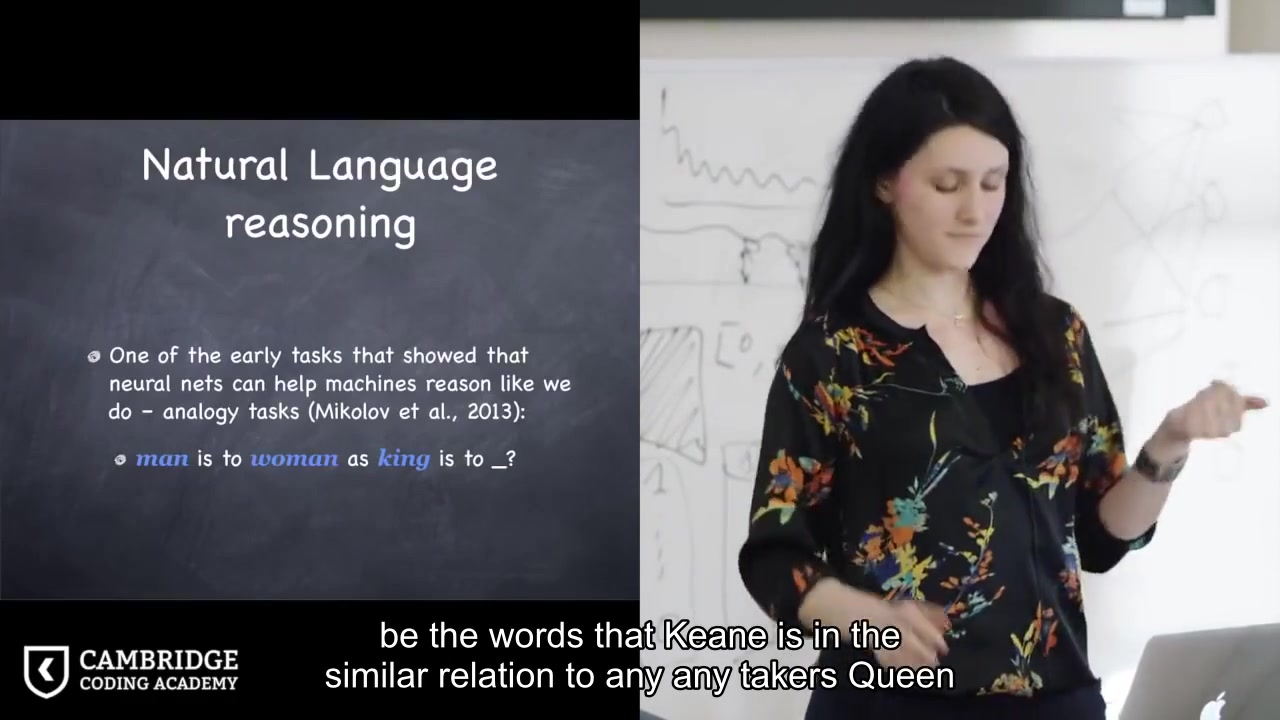 Natural Language
reasoning
One of the early tasks that showed that
neural nets can help machines reason like we
do – analogy tasks (Mikolov et al., 2013):
man is to woman as king is to _?
CAMBRIDGE
CODING ACADEMY
be the words that Keane is in the
similar relation to any any takers Queen